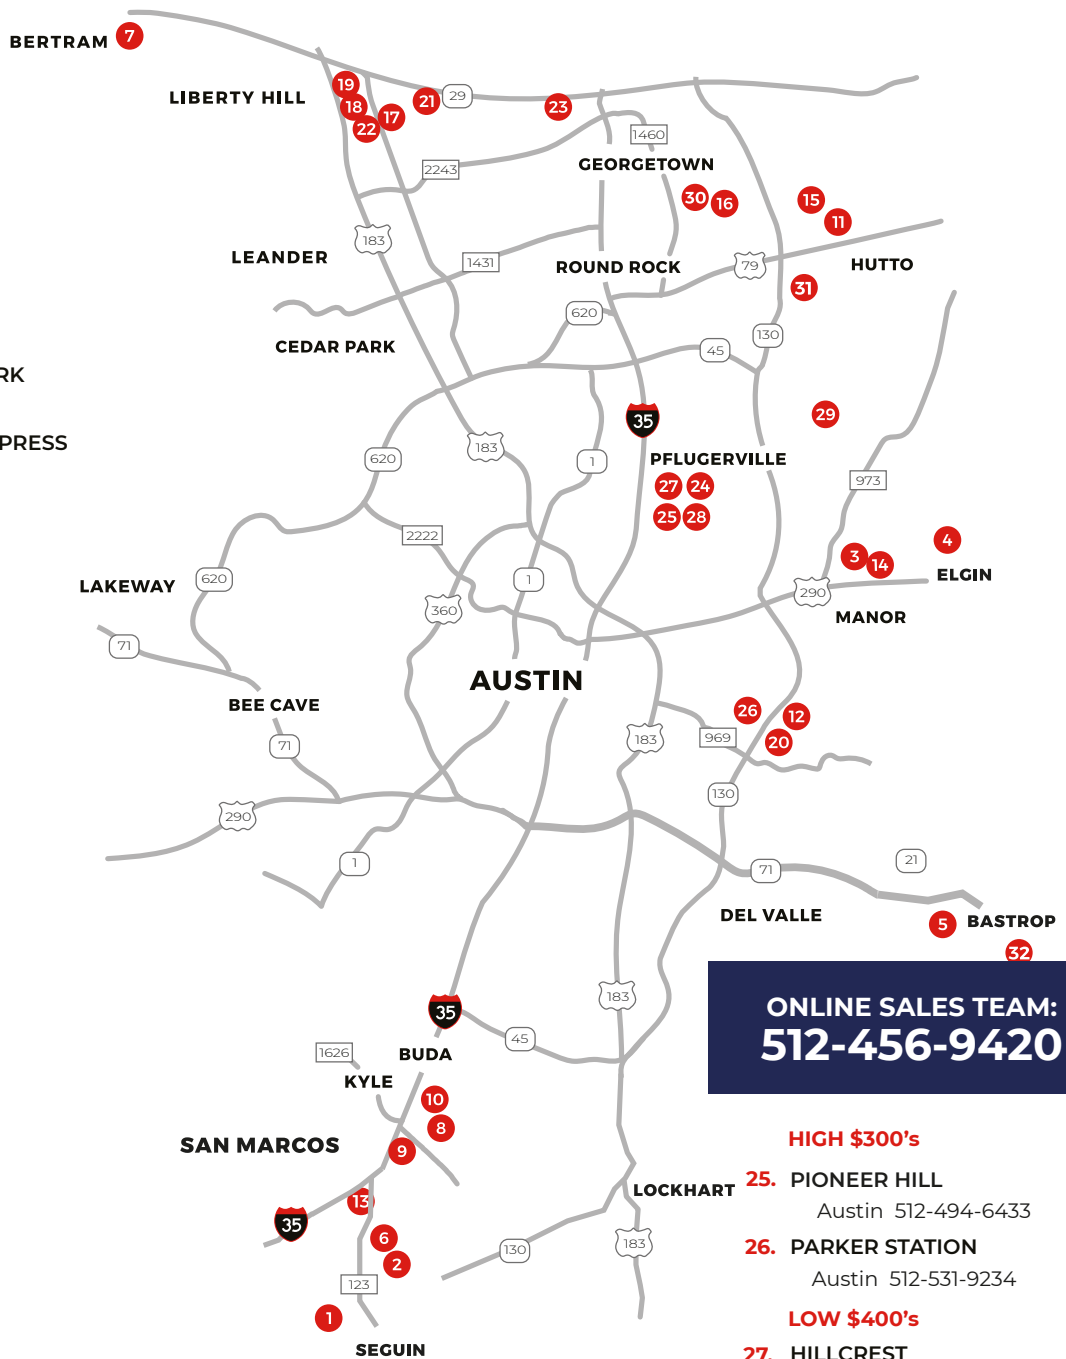 BERTRAM 7
LIBERTY HILL
19
18
17
22
21
29
23
1460
2243
GEORGETOWN
30 16
15
11
183
LEANDER
1431
ROUND ROCK
79
HUTTO
31
620
CEDAR PARK
45
130
RK
35
29
PRESS
620
183
1
PFLUGERVILLE
27 24
25 28
973
2222
3 14
4
ELGIN
LAKEWAY
620
1
290
MANOR
360
71
AUSTIN
BEE CAVE
26
12
20
969
183
71
130
290
1
21
71
DEL VALLE
5
BASTROP
32
183
35
ONLINE SALES TEAM:
512-456-9420
45
1626
BUDA
KYLE
10
8
SAN MARCOS
9
13
35
6
2
123
1
SEGUIN
LOCKHART
130
183
HIGH $300's
25. PIONEER HILL
Austin 512-494-6433
26. PARKER STATION
Austin 512-531-9234
LOW $400's
27. HILLCREST